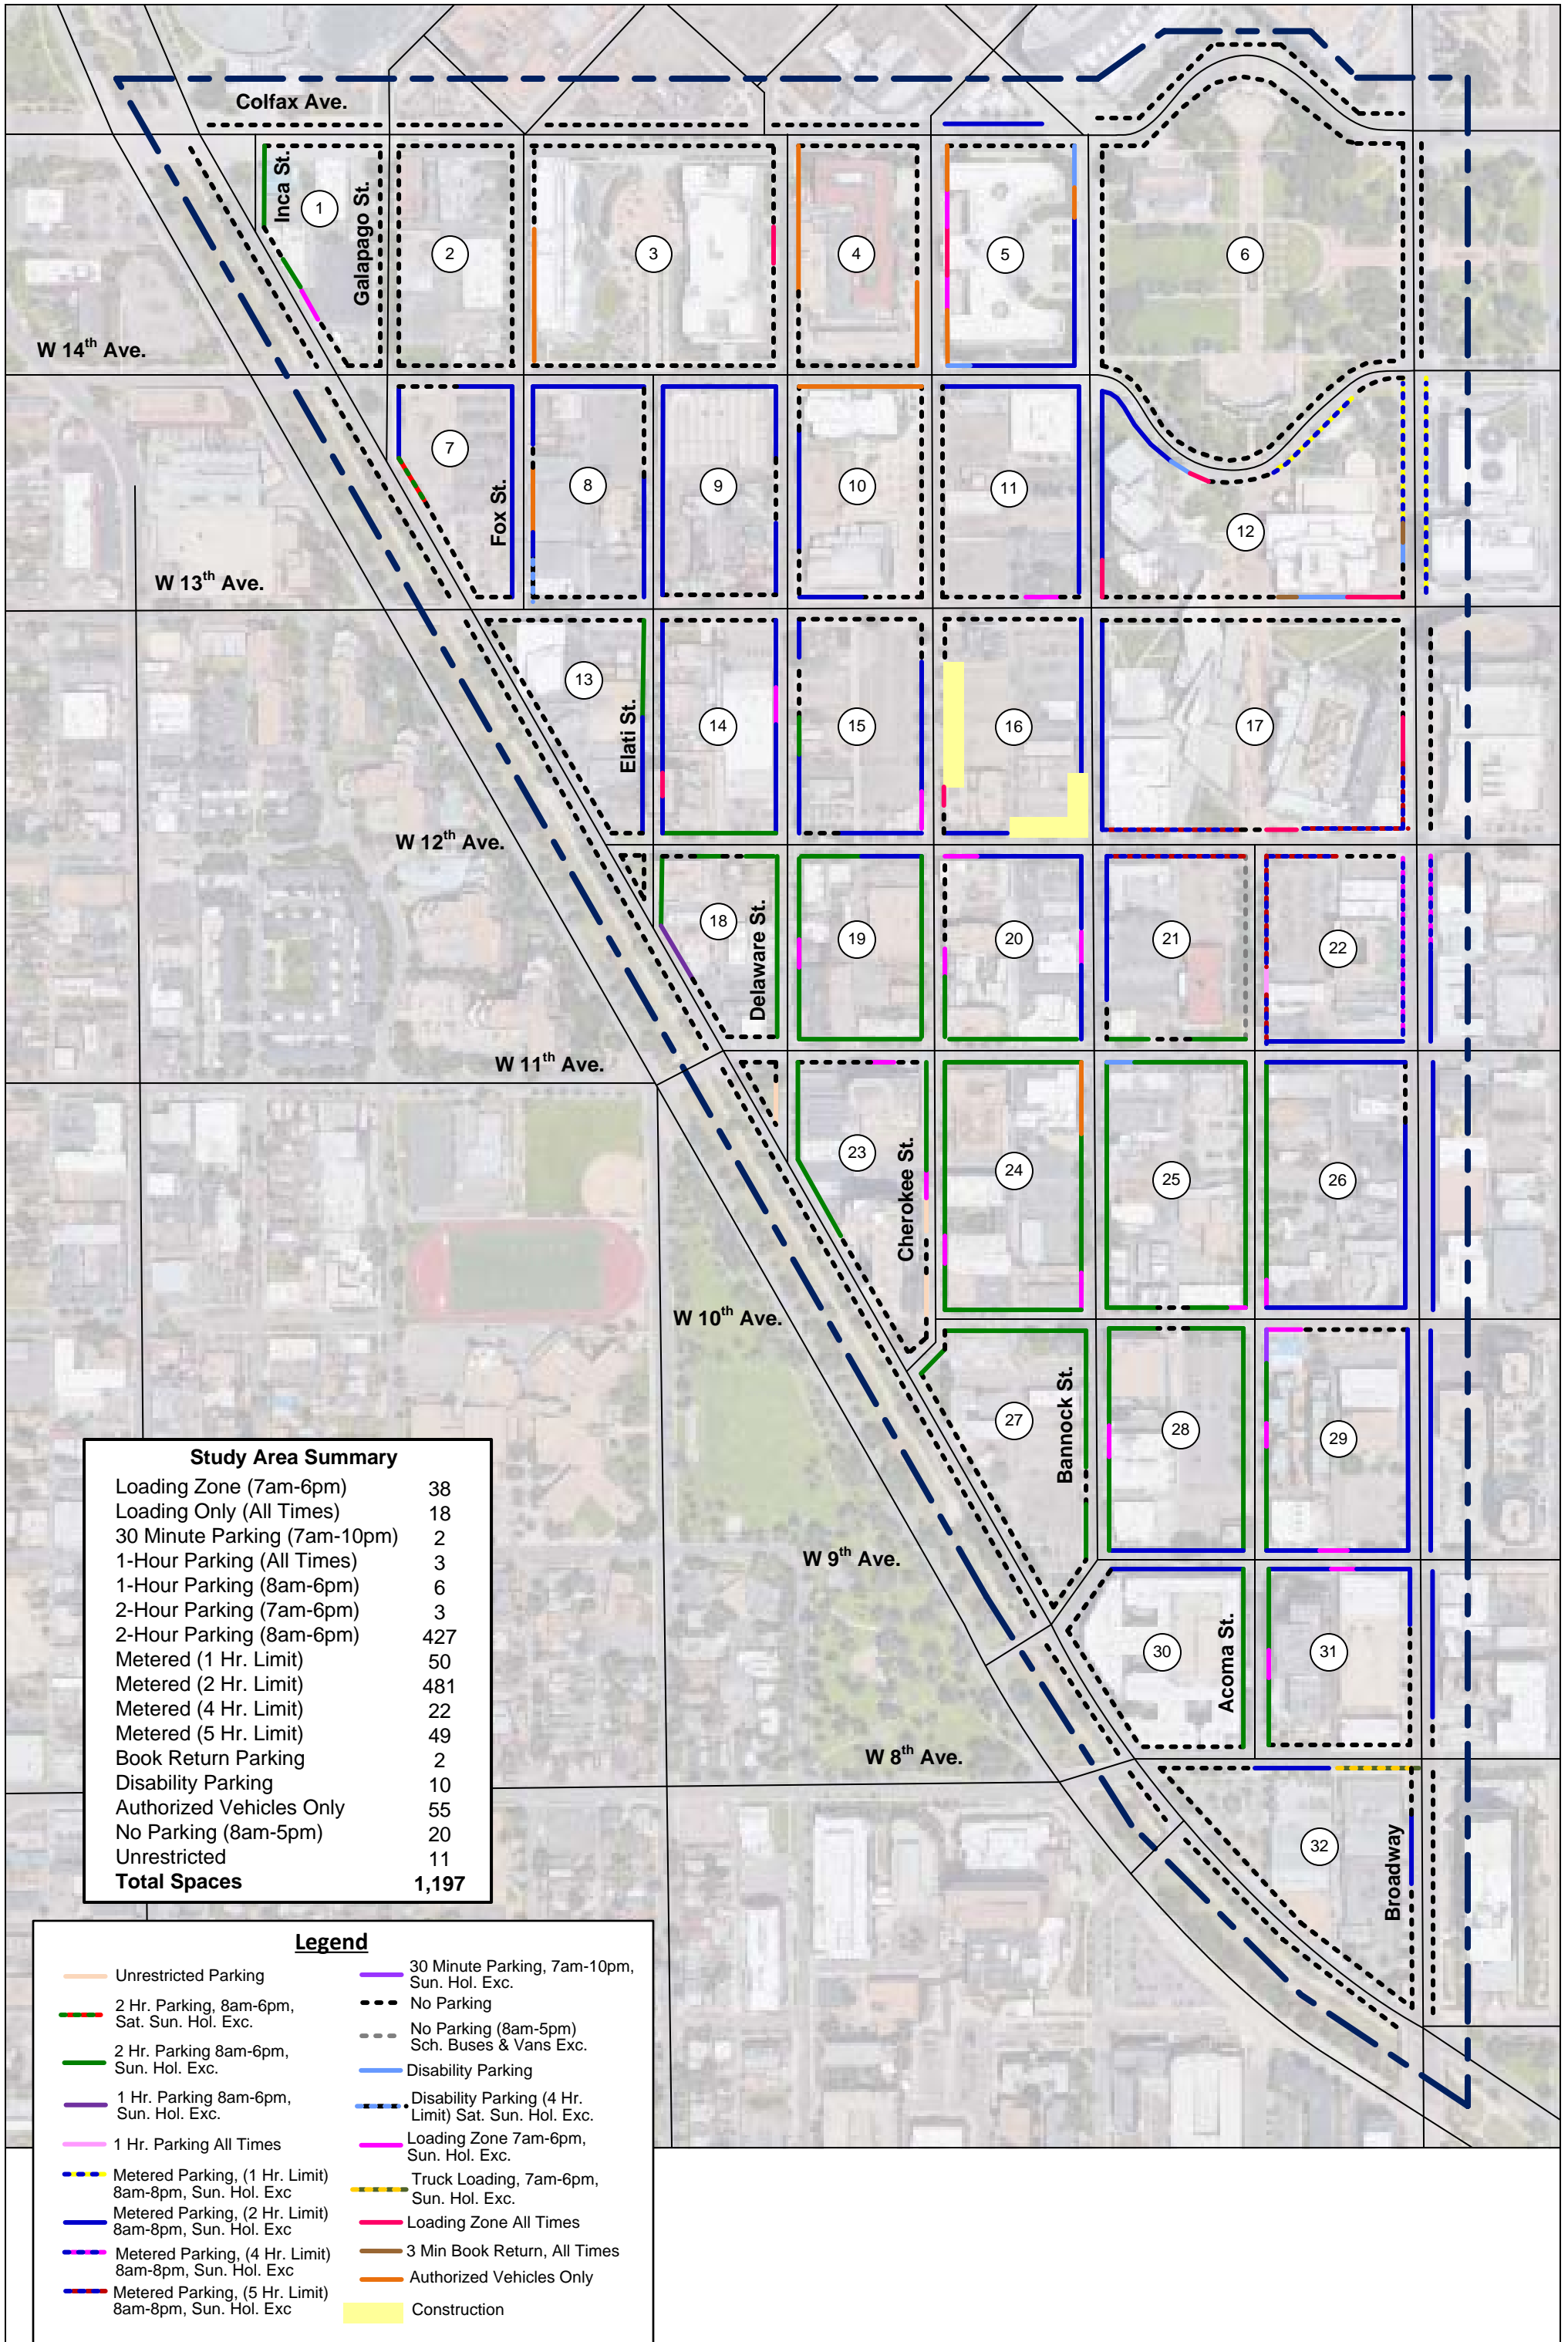 Colfax Ave.
Inca St.
Galapago St.
1
2
3
4
5
6
W 14th Ave.
7
Fox St.
8
9
10
11
12
W 13th Ave.
13
Elati St.
14
15
16
17
W 12th Ave.
18
Delaware St.
19
20
21
22
W 11th Ave.
23
Cherokee St.
24
25
26
W 10th Ave.
27
Bannock St.
28
29
W 9th Ave.
30
Acoma St.
31
W 8th Ave.
32
Broadway
Study Area Summary
Loading Zone (7am-6pm) 38
Loading Only (All Times) 18
30 Minute Parking (7am-10pm) 2
1-Hour Parking (All Times) 3
1-Hour Parking (8am-6pm) 6
2-Hour Parking (7am-6pm) 3
2-Hour Parking (8am-6pm) 427
Metered (1 Hr. Limit) 50
Metered (2 Hr. Limit) 481
Metered (4 Hr. Limit) 22
Metered (5 Hr. Limit) 49
Book Return Parking 2
Disability Parking 10
Authorized Vehicles Only 55
No Parking (8am-5pm) 20
Unrestricted 11
Total Spaces 1,197
Legend
Unrestricted Parking
2 Hr. Parking, 8am-6pm,
Sat. Sun. Hol. Exc.
2 Hr. Parking 8am-6pm,
Sun. Hol. Exc.
1 Hr. Parking 8am-6pm,
Sun. Hol. Exc.
1 Hr. Parking All Times
Metered Parking, (1 Hr. Limit)
8am-8pm, Sun. Hol. Exc
Metered Parking, (2 Hr. Limit)
8am-8pm, Sun. Hol. Exc
Metered Parking, (4 Hr. Limit)
8am-8pm, Sun. Hol. Exc
Metered Parking, (5 Hr. Limit)
8am-8pm, Sun. Hol. Exc
30 Minute Parking, 7am-10pm,
Sun. Hol. Exc.
No Parking
No Parking (8am-5pm)
Sch. Buses & Vans Exc.
Disability Parking
Disability Parking (4 Hr.
Limit) Sat. Sun. Hol. Exc.
Loading Zone 7am-6pm,
Sun. Hol. Exc.
Truck Loading, 7am-6pm,
Sun. Hol. Exc.
Loading Zone All Times
3 Min Book Return, All Times
Authorized Vehicles Only
Construction